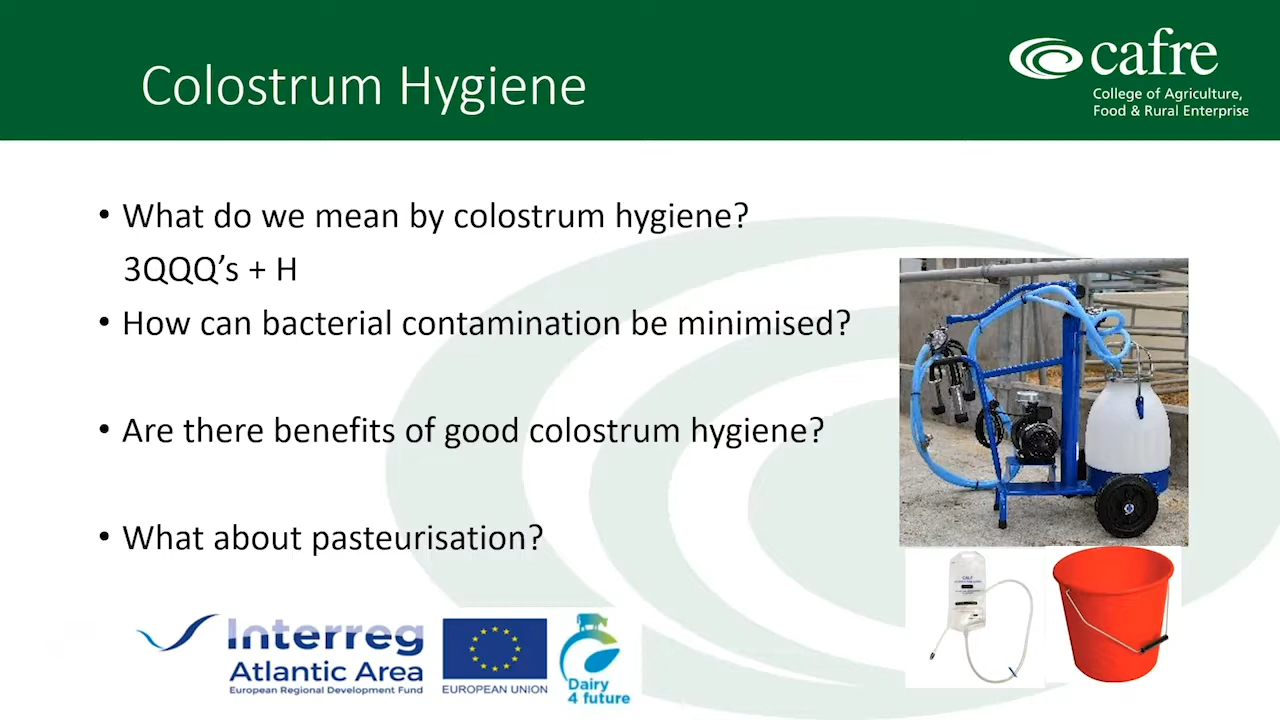 Colostrum Hygiene
cafre
College of Agriculture,
Food & Rural Enterprise
• What do we mean by colostrum hygiene?
3QQQ’s + H
• How can bacterial contamination be minimised?
• Are there benefits of good colostrum hygiene?
• What about pasteurisation?
Interreg
Atlantic Area
European Regional Development Fund
EUROPEAN UNION
Dairy
4 future